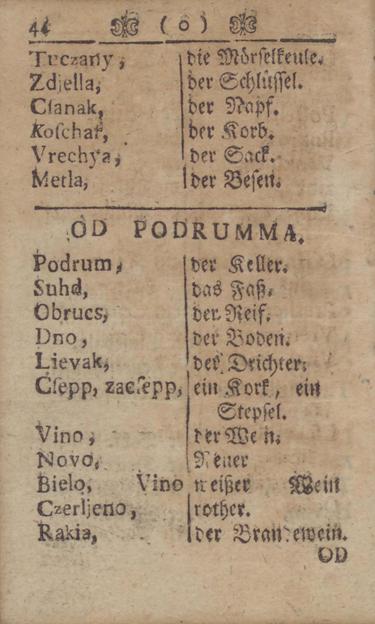 44 ( o )
Tuczany, die Mörselkeule.
Zdjella, der Schlüssel.
Csanak, der Napf.
Koschar, der Korb.
Vrechya, der Sack.
Metla, der Besen.
OD PODRUMMA.
Podrum, der Keller.
Suhd, das Faß.
Obrucs, der Reif.
Dno, der Boden.
Lievak, der Drichter.
Csepp, zacsepp, ein Kork, ein
Stepsel.
Vino, der Wein.
Novo, Neuer
Bielo, Vino weißer Wein
Czerljeno, rother.
Rakia, der Brandewein.
OD